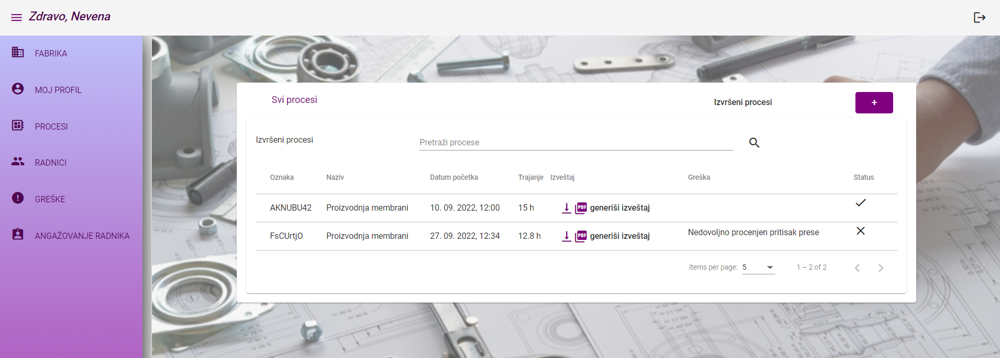 Zdravo, Nevena
FABRIKA
MOJ PROFIL
PROCESI
RADNICI
GREŠKE
ANGAŽOVANJE RADNIKA
Svi procesi
Izvršeni procesi
+
Izvršeni procesi
Pretraži procese
Oznaka Naziv Datum početka Trajanje Izveštaj Greška Status
AKNUBU42 Proizvodnja membrani 10. 09. 2022, 12:00 15 h PDF generiši izveštaj
FsCUrtjO Proizvodnja membrani 27. 09. 2022, 12:34 12.8 h PDF generiši izveštaj Nedovoljno procenjen pritisak prese
Items per page: 5 1 – 2 of 2